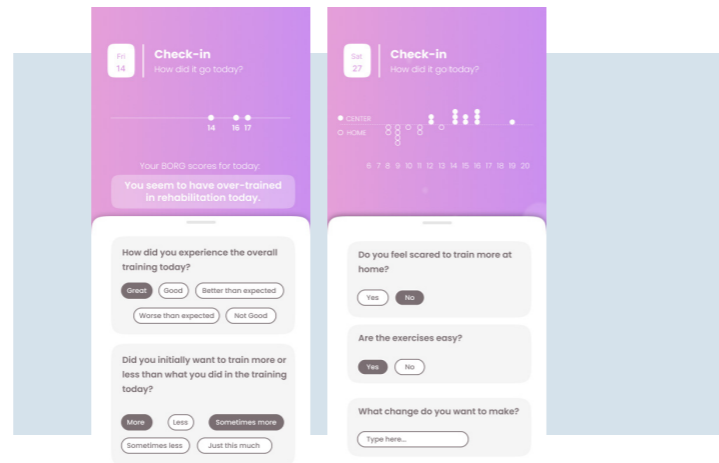 Fri
14
Check-in
How did it go today?
14 16 17
Your BORG scores for today:
You seem to have over-trained
in rehabilitation today.
How did you experience the overall
training today?
Great Good Better than expected
Worse than expected Not Good
Did you initially want to train more or
less than what you did in the training
today?
More Less Sometimes more
Sometimes less Just this much
Sat
27
Check-in
How did it go today?
CENTER
HOME
6 7 8 9 10 11 12 13 14 15 16 17 18 19 20
Do you feel scared to train more at
home?
Yes No
Are the exercises easy?
Yes No
What change do you want to make?
Type here...